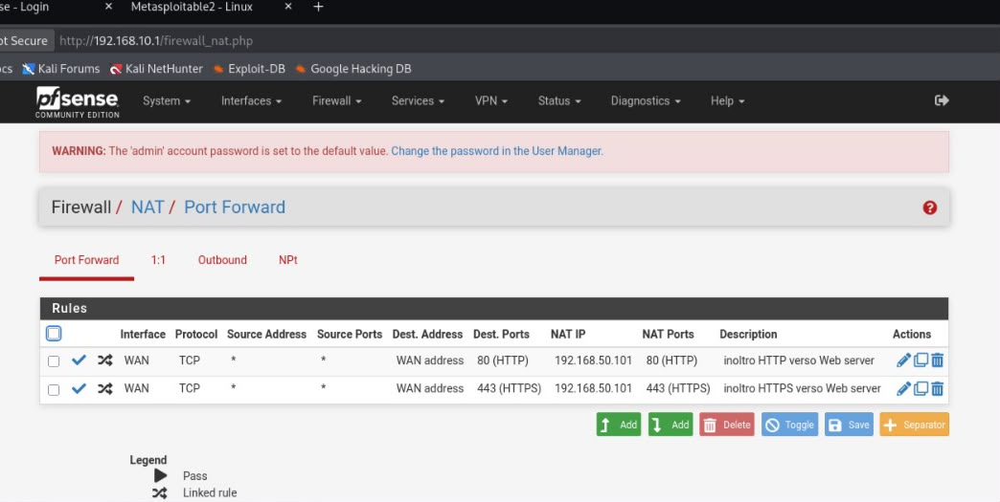 se - Login × Metasploitable2 - Linux × +
ot Secure http://192.168.10.1/firewall_nat.php
ocs Kali Forums Kali NetHunter Exploit-DB Google Hacking DB
pfsense System Interfaces Firewall Services VPN Status Diagnostics Help
COMMUNITY EDITION
WARNING: The 'admin' account password is set to the default value. Change the password in the User Manager.
Firewall / NAT / Port Forward ?
Port Forward 1:1 Outbound NPt
Rules
Interface Protocol Source Address Source Ports Dest. Address Dest. Ports NAT IP NAT Ports Description Actions
WAN TCP * * WAN address 80 (HTTP) 192.168.50.101 80 (HTTP) inoltro HTTP verso Web server
WAN TCP * * WAN address 443 (HTTPS) 192.168.50.101 443 (HTTPS) inoltro HTTPS verso Web server
Add Add Delete Toggle Save Separator
Legend
Pass
Linked rule